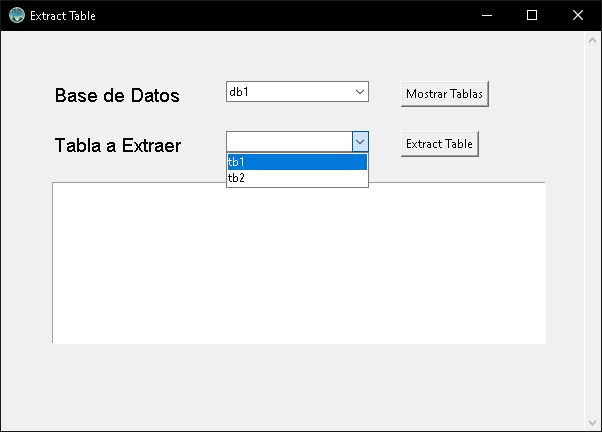 Extract Table
Base de Datos db1 Mostrar Tablas
Tabla a Extraer Extract Table
tb1
tb2